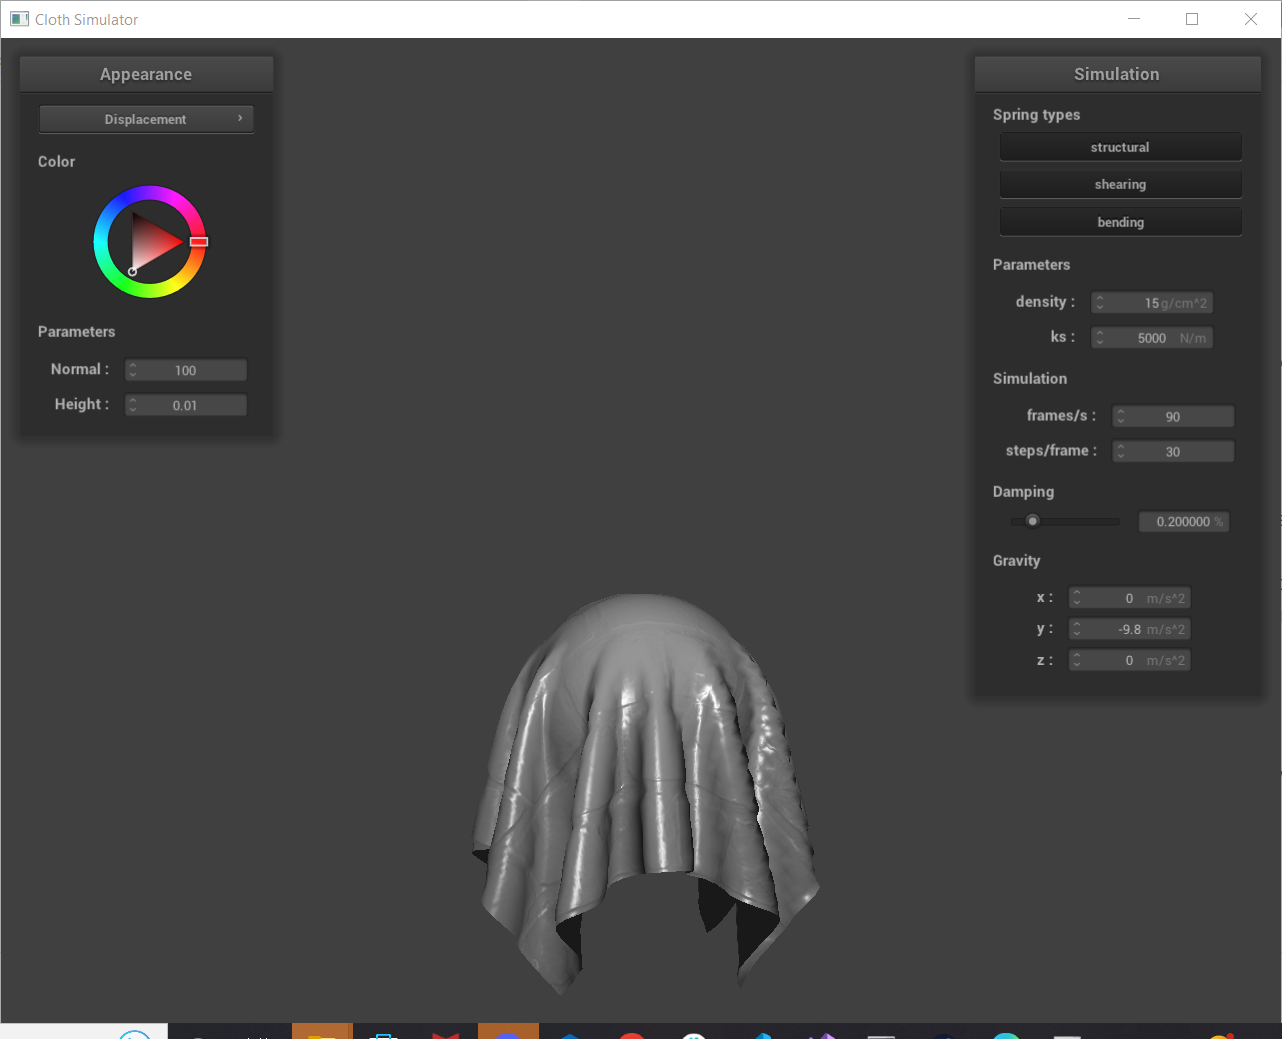 Cloth Simulator
Appearance
Displacement
Color
Parameters
Normal : 100
Height : 0.01
Simulation
Spring types
structural
shearing
bending
Parameters
density : 15 g/cm^2
ks : 5000 N/m
Simulation
frames/s : 90
steps/frame : 30
Damping
0.200000 %
Gravity
x : 0 m/s^2
y : -9.8 m/s^2
z : 0 m/s^2